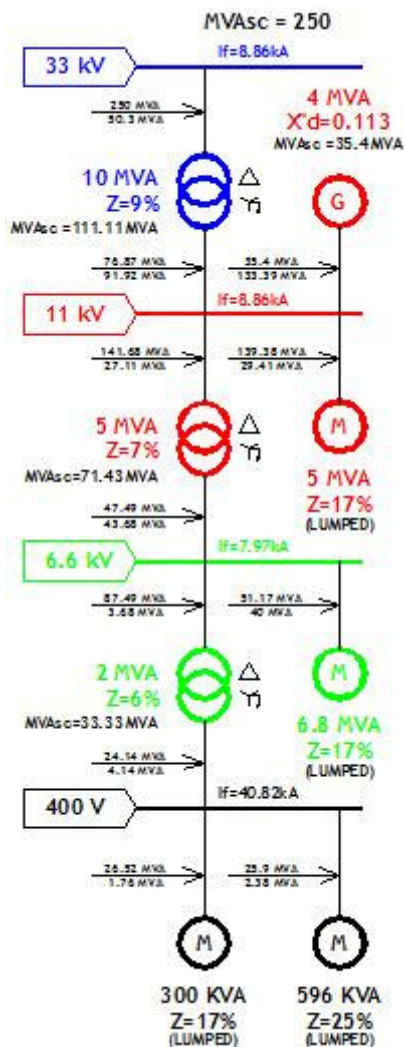 MVAsc = 250
If=8.86kA
33 kV
250 MVA
50.3 MVA
4 MVA
X"d=0.113
MVAsc =35.4MVA
10 MVA
Z=9%
MVAsc =111.11MVA
G
76.87 MVA
91.92 MVA
35.4 MVA
133.39 MVA
If=8.86kA
11 kV
141.68 MVA
27.11 MVA
139.38 MVA
29.41 MVA
5 MVA
Z=7%
MVAsc=71.43MVA
M
5 MVA
Z=17%
(LUMPED)
47.49 MVA
43.68 MVA
If=7.97kA
6.6 kV
87.49 MVA
3.68 MVA
51.17 MVA
40 MVA
2 MVA
Z=6%
MVAsc=33.33MVA
M
6.8 MVA
Z=17%
(LUMPED)
24.14 MVA
4.14 MVA
If=40.82kA
400 V
26.52 MVA
1.76 MVA
25.9 MVA
2.38 MVA
M
M
300 KVA
Z=17%
(LUMPED)
596 KVA
Z=25%
(LUMPED)